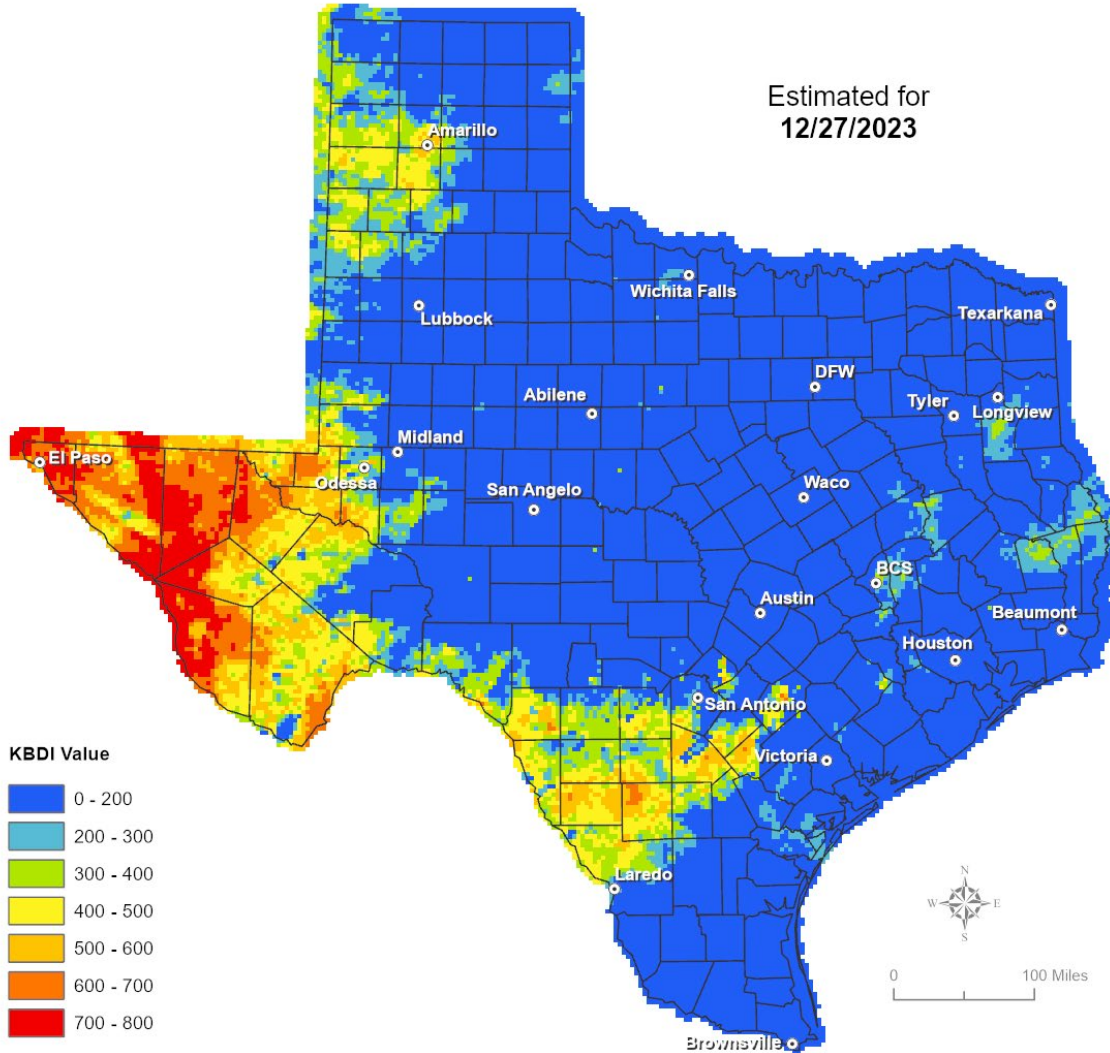 Estimated for
12/27/2023
Amarillo
Wichita Falls
Lubbock
Texarkana
DFW
Abilene
Tyler
Longview
Midland
El Paso
Odessa
San Angelo
Waco
BCS
Austin
Beaumont
Houston
San Antonio
Victoria
Laredo
Brownsville
KBDI Value
0 - 200
200 - 300
300 - 400
400 - 500
500 - 600
600 - 700
700 - 800
N
W E
S
0 100 Miles